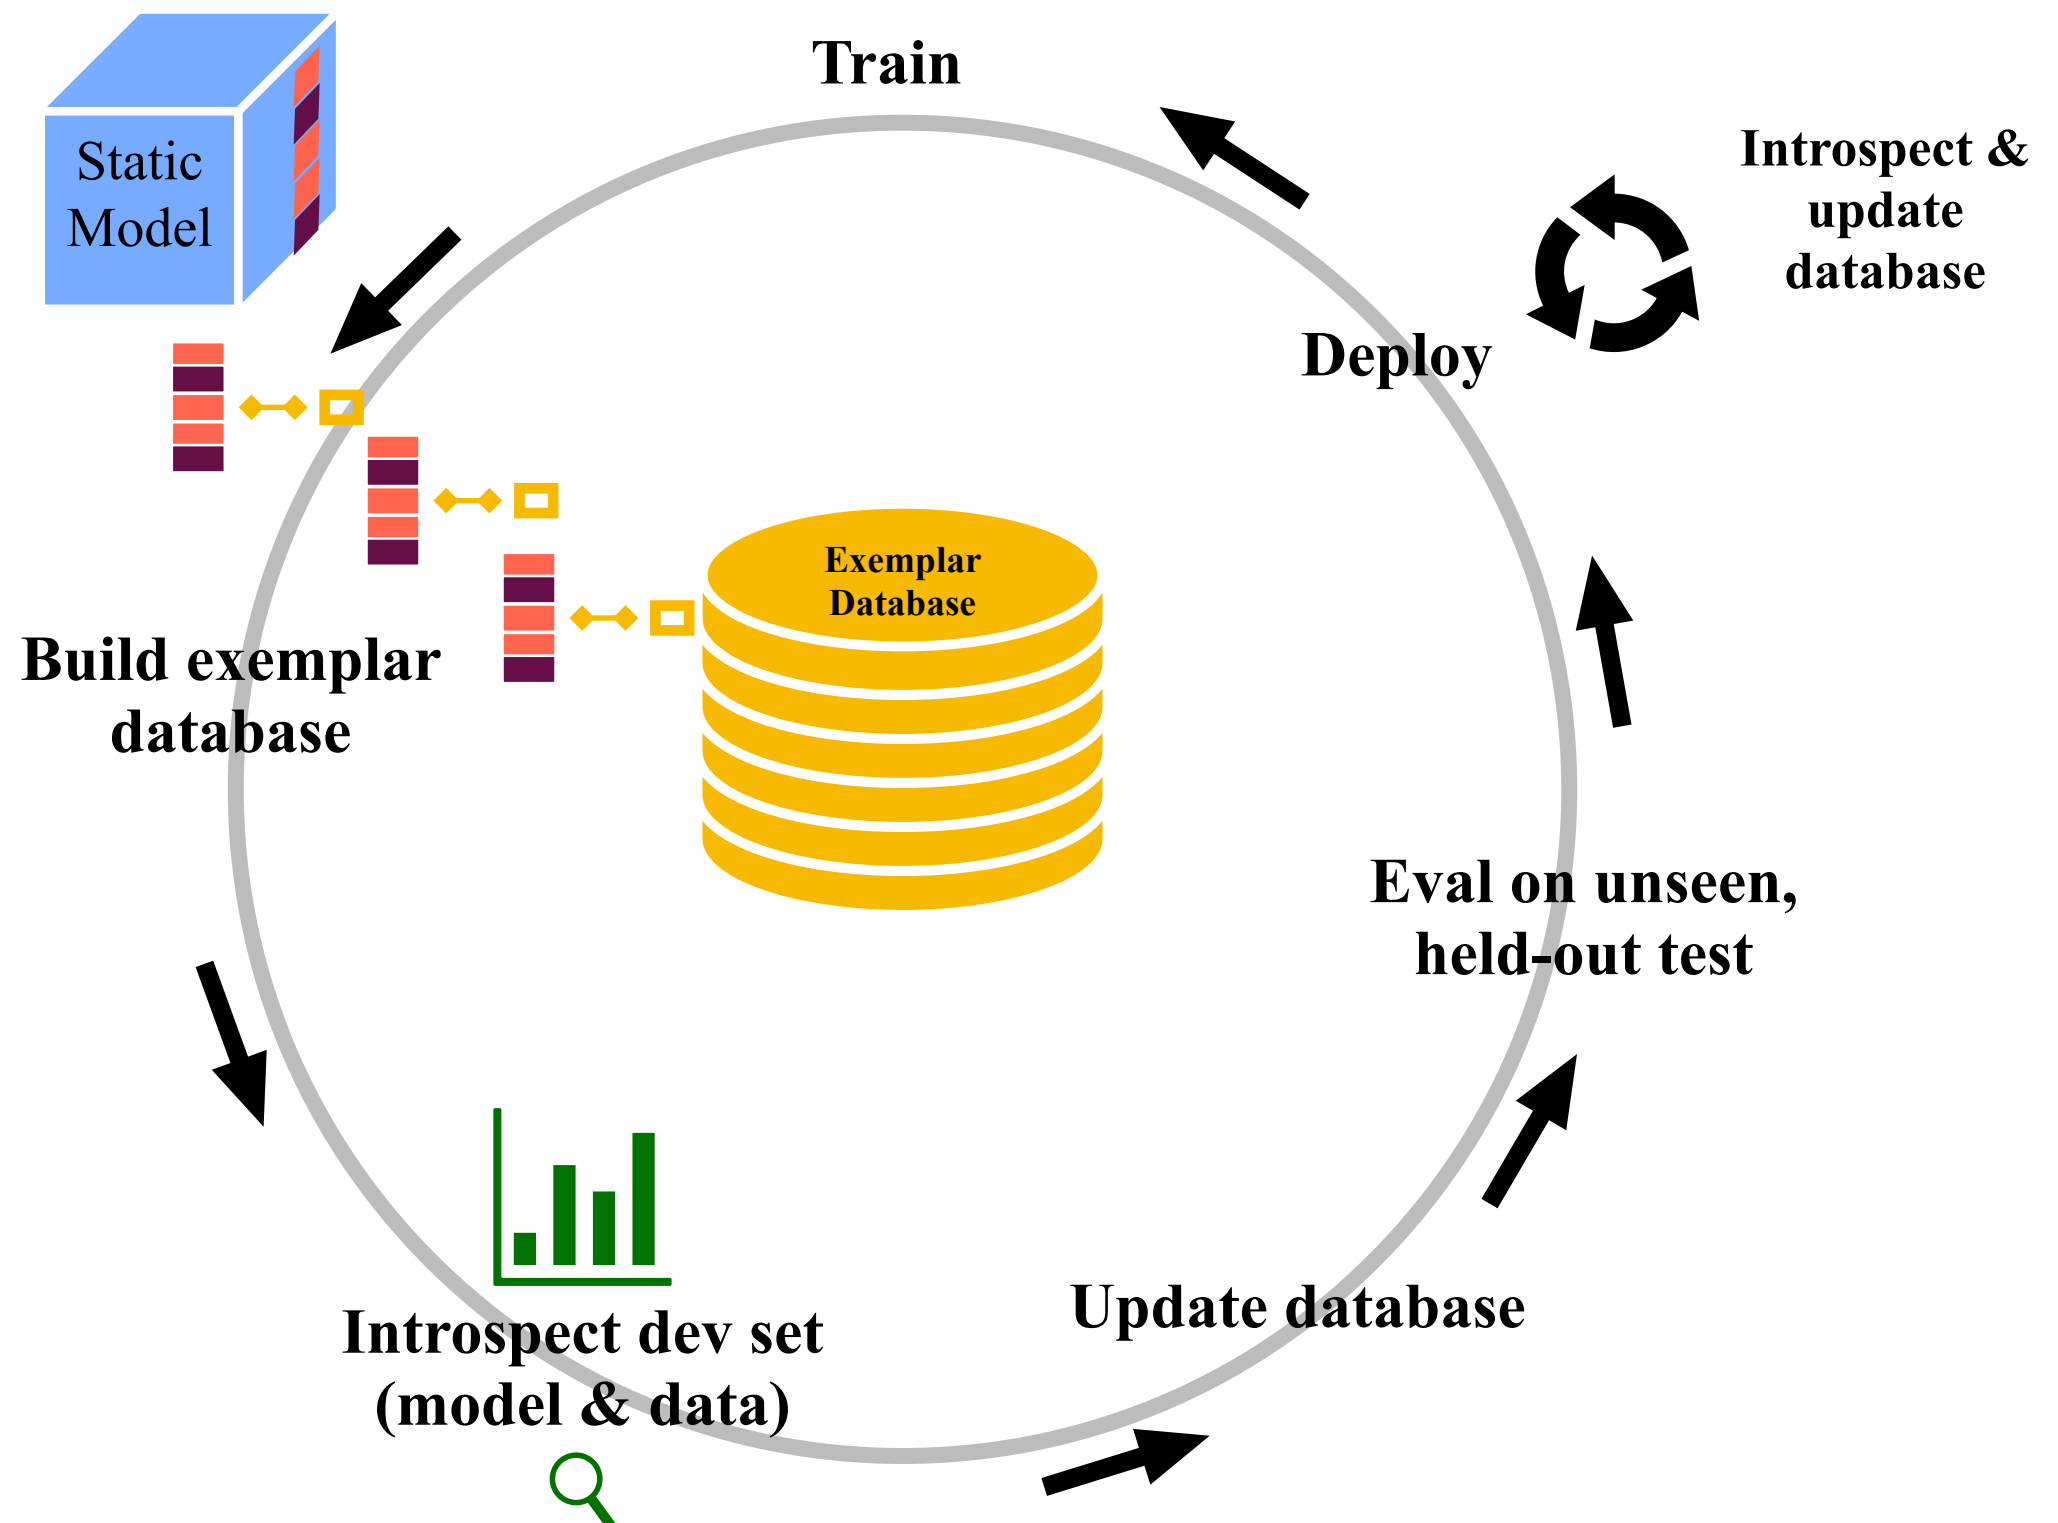 Train
Static
Model
Introspect &
update
database
Deploy
Exemplar
Database
Build exemplar
database
Eval on unseen,
held-out test
Update database
Introspect dev set
(model & data)